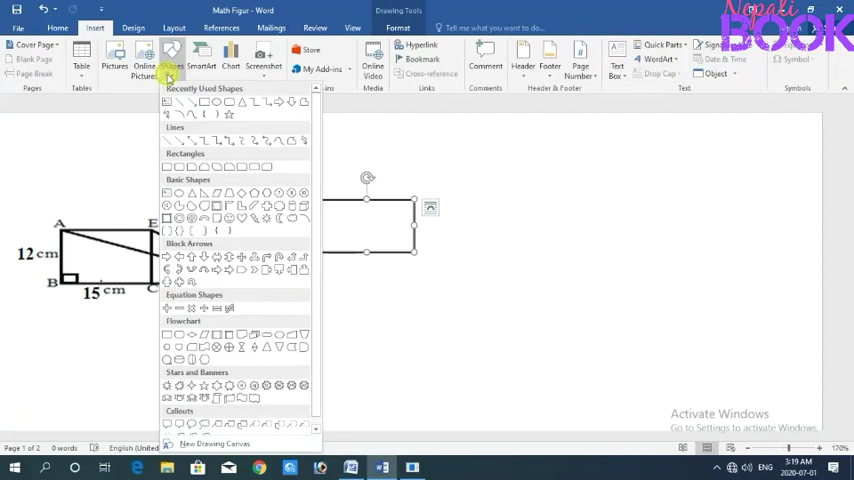 Math Figur - Word
Drawing Tools
Nepali
BOOK
File Home Insert Design Layout References Mailings Review View Format Tell me what you want to do...
Cover Page
Blank Page
Page Break
Pages
Table
Tables
Pictures
Online
Pictures
Shapes
SmartArt
Chart
Screenshot
Store
My Add-ins
Online
Video
Media
Hyperlink
Bookmark
Cross-reference
Links
Comment
Comments
Header
Footer
Page
Number
Header & Footer
Text
Box
Quick Parts
WordArt
Drop Cap
Object
Text
Symbols
Recently Used Shapes
Lines
Rectangles
Basic Shapes
Block Arrows
Equation Shapes
Flowchart
Stars and Banners
Callouts
New Drawing Canvas
A
E
12 cm
B
15 cm
C
Activate Windows
Go to Settings to activate Windows.
Page 1 of 2 0 words
170%
ENG
3:19 AM
2020-07-01